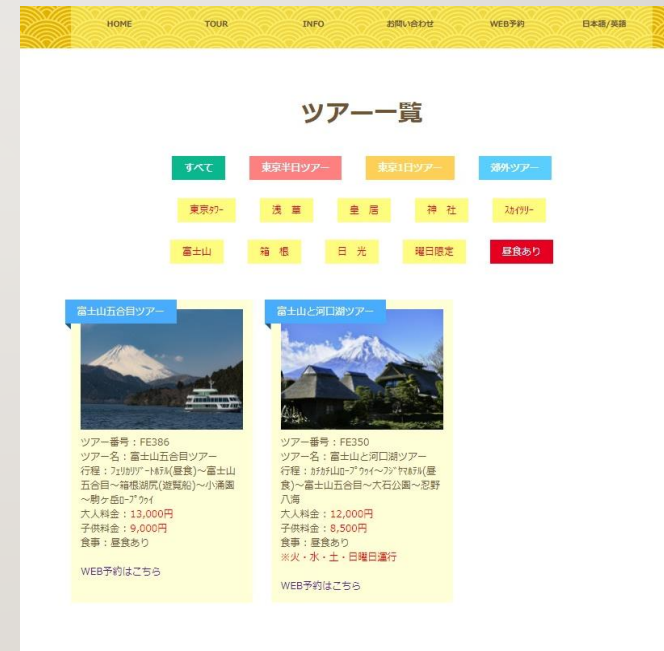 HOME TOUR INFO お問い合わせ WEB予約 日本語/英語
ツアー一覧
すべて 東京半日ツアー 東京1日ツアー 郊外ツアー
東京ﾀﾜｰ 浅 草 皇 居 神 社 ｽｶｲﾂﾘｰ
富士山 箱 根 日 光 曜日限定 昼食あり
富士山五合目ツアー
ツアー番号：FE386
ツアー名：富士山五合目ツアー
行程：ﾌｪﾘｶﾘｿﾞｰﾄﾎﾃﾙ(昼食)～富士山
五合目～箱根湖尻(遊覧船)～小涌園
～駒ヶ岳ﾛｰﾌﾟｳｪｲ
大人料金：13,000円
子供料金：9,000円
食事：昼食あり
WEB予約はこちら
富士山と河口湖ツアー
ツアー番号：FE350
ツアー名：富士山と河口湖ツアー
行程：ｶﾁｶﾁ山ﾛｰﾌﾟｳｪｲ～ﾌｼﾞﾔﾏﾎﾃﾙ(昼
食)～富士山五合目～大石公園～忍野
八海
大人料金：12,000円
子供料金：8,500円
食事：昼食あり
※火・水・土・日曜日運行
WEB予約はこちら